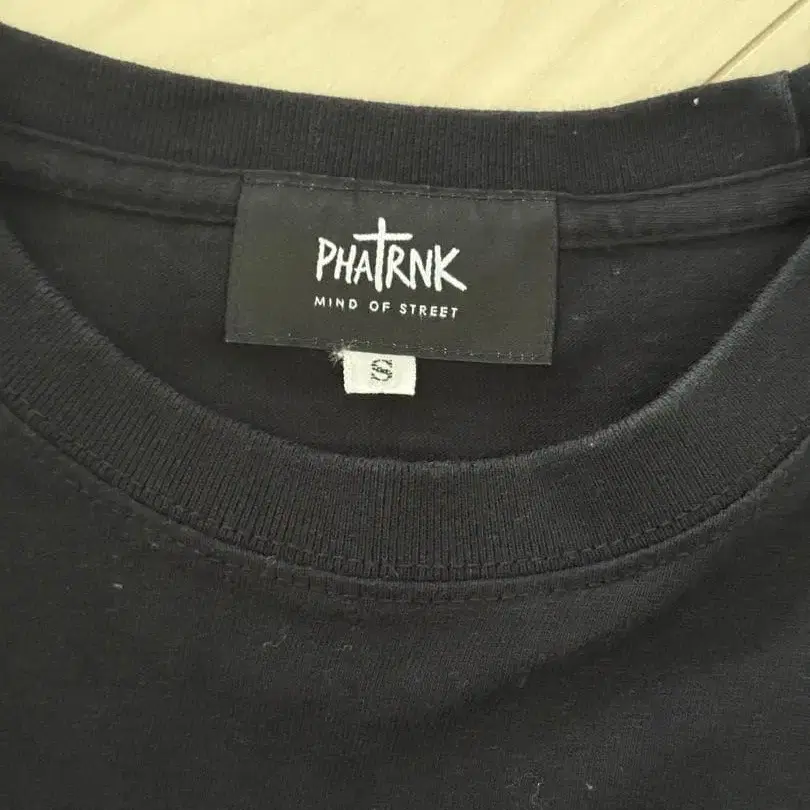 PHATRNK
MIND OF STREET
S